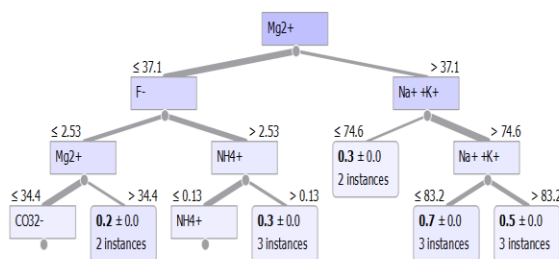 Mg2+
≤ 37.1
> 37.1
F-
Na+ +K+
≤ 2.53
> 2.53
≤ 74.6
> 74.6
Mg2+
NH4+
0.3 ± 0.0
2 instances
Na+ +K+
≤ 34.4
> 34.4
≤ 0.13
> 0.13
≤ 83.2
> 83.2
CO32-
0.2 ± 0.0
2 instances
NH4+
0.3 ± 0.0
3 instances
0.7 ± 0.0
3 instances
0.5 ± 0.0
3 instances